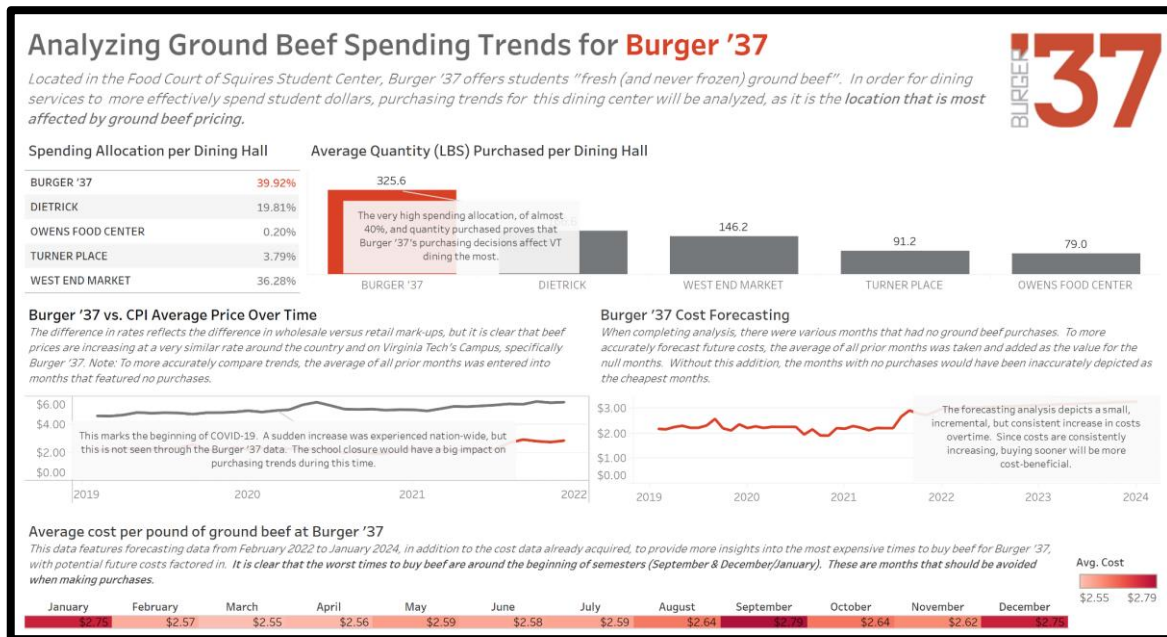 Analyzing Ground Beef Spending Trends for Burger '37
Located in the Food Court of Squires Student Center, Burger '37 offers students "fresh (and never frozen) ground beef". In order for dining
services to more effectively spend student dollars, purchasing trends for this dining center will be analyzed, as it is the location that is most
affected by ground beef pricing.
BURGER '37
Spending Allocation per Dining Hall
BURGER '37 39.92%
DIETRICK 19.81%
OWENS FOOD CENTER 0.20%
TURNER PLACE 3.79%
WEST END MARKET 36.28%
Average Quantity (LBS) Purchased per Dining Hall
325.6
146.2
91.2
79.0
The very high spending allocation, of almost
40%, and quantity purchased proves that
Burger '37's purchasing decisions affect VT
dining the most.
BURGER '37 DIETRICK WEST END MARKET TURNER PLACE OWENS FOOD CENTER
Burger '37 vs. CPI Average Price Over Time
The difference in rates reflects the difference in wholesale versus retail mark-ups, but it is clear that beef
prices are increasing at a very similar rate around the country and on Virginia Tech's Campus, specifically
Burger '37. Note: To more accurately compare trends, the average of all prior months was entered into
months that featured no purchases.
$6.00
$4.00
$2.00
$0.00
This marks the beginning of COVID-19. A sudden increase was experienced nation-wide, but
this is not seen through the Burger '37 data. The school closure would have a big impact on
purchasing trends during this time.
2019 2020 2021 2022
Burger '37 Cost Forecasting
When completing analysis, there were various months that had no ground beef purchases. To more
accurately forecast future costs, the average of all prior months was taken and added as the value for the
null months. Without this addition, the months with no purchases would have been inaccurately depicted as
the cheapest months.
$3.00
$2.00
$1.00
$0.00
The forecasting analysis depicts a small,
incremental, but consistent increase in costs
overtime. Since costs are consistently
increasing, buying sooner will be more
cost-beneficial.
2019 2020 2021 2022 2023 2024
Average cost per pound of ground beef at Burger '37
This data features forecasting data from February 2022 to January 2024, in addition to the cost data already acquired, to provide more insights into the most expensive times to buy beef for Burger '37,
with potential future costs factored in. It is clear that the worst times to buy beef are around the beginning of semesters (September & December/January). These are months that should be avoided
when making purchases.
Avg. Cost
$2.55 $2.79
January February March April May June July August September October November December
$2.75 $2.57 $2.55 $2.56 $2.59 $2.58 $2.59 $2.64 $2.79 $2.64 $2.62 $2.75